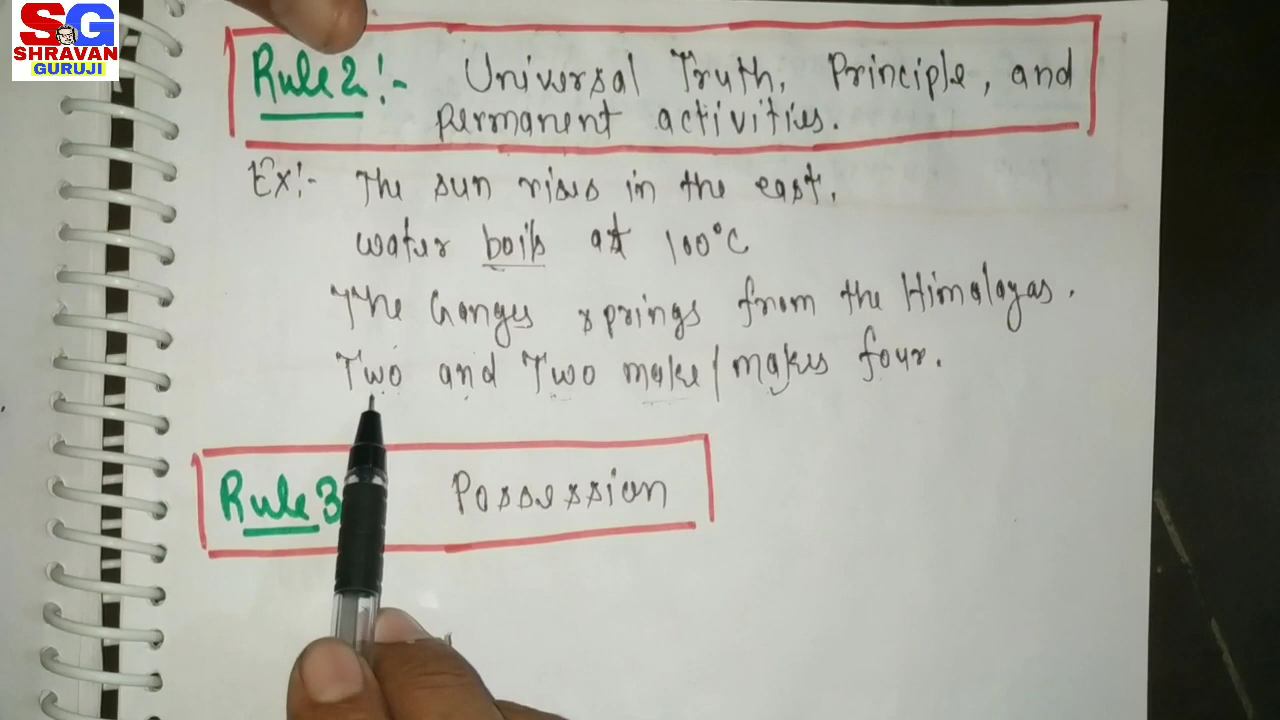 SG
SHRAVAN
GURUJI
Rule 2:- Universal Truth, Principle, and
permanent activities.
Ex:- The sun rises in the east.
water boils at 100°C
The Ganges springs from the Himalayas.
Two and Two make/makes four.
Rule 3 Possession